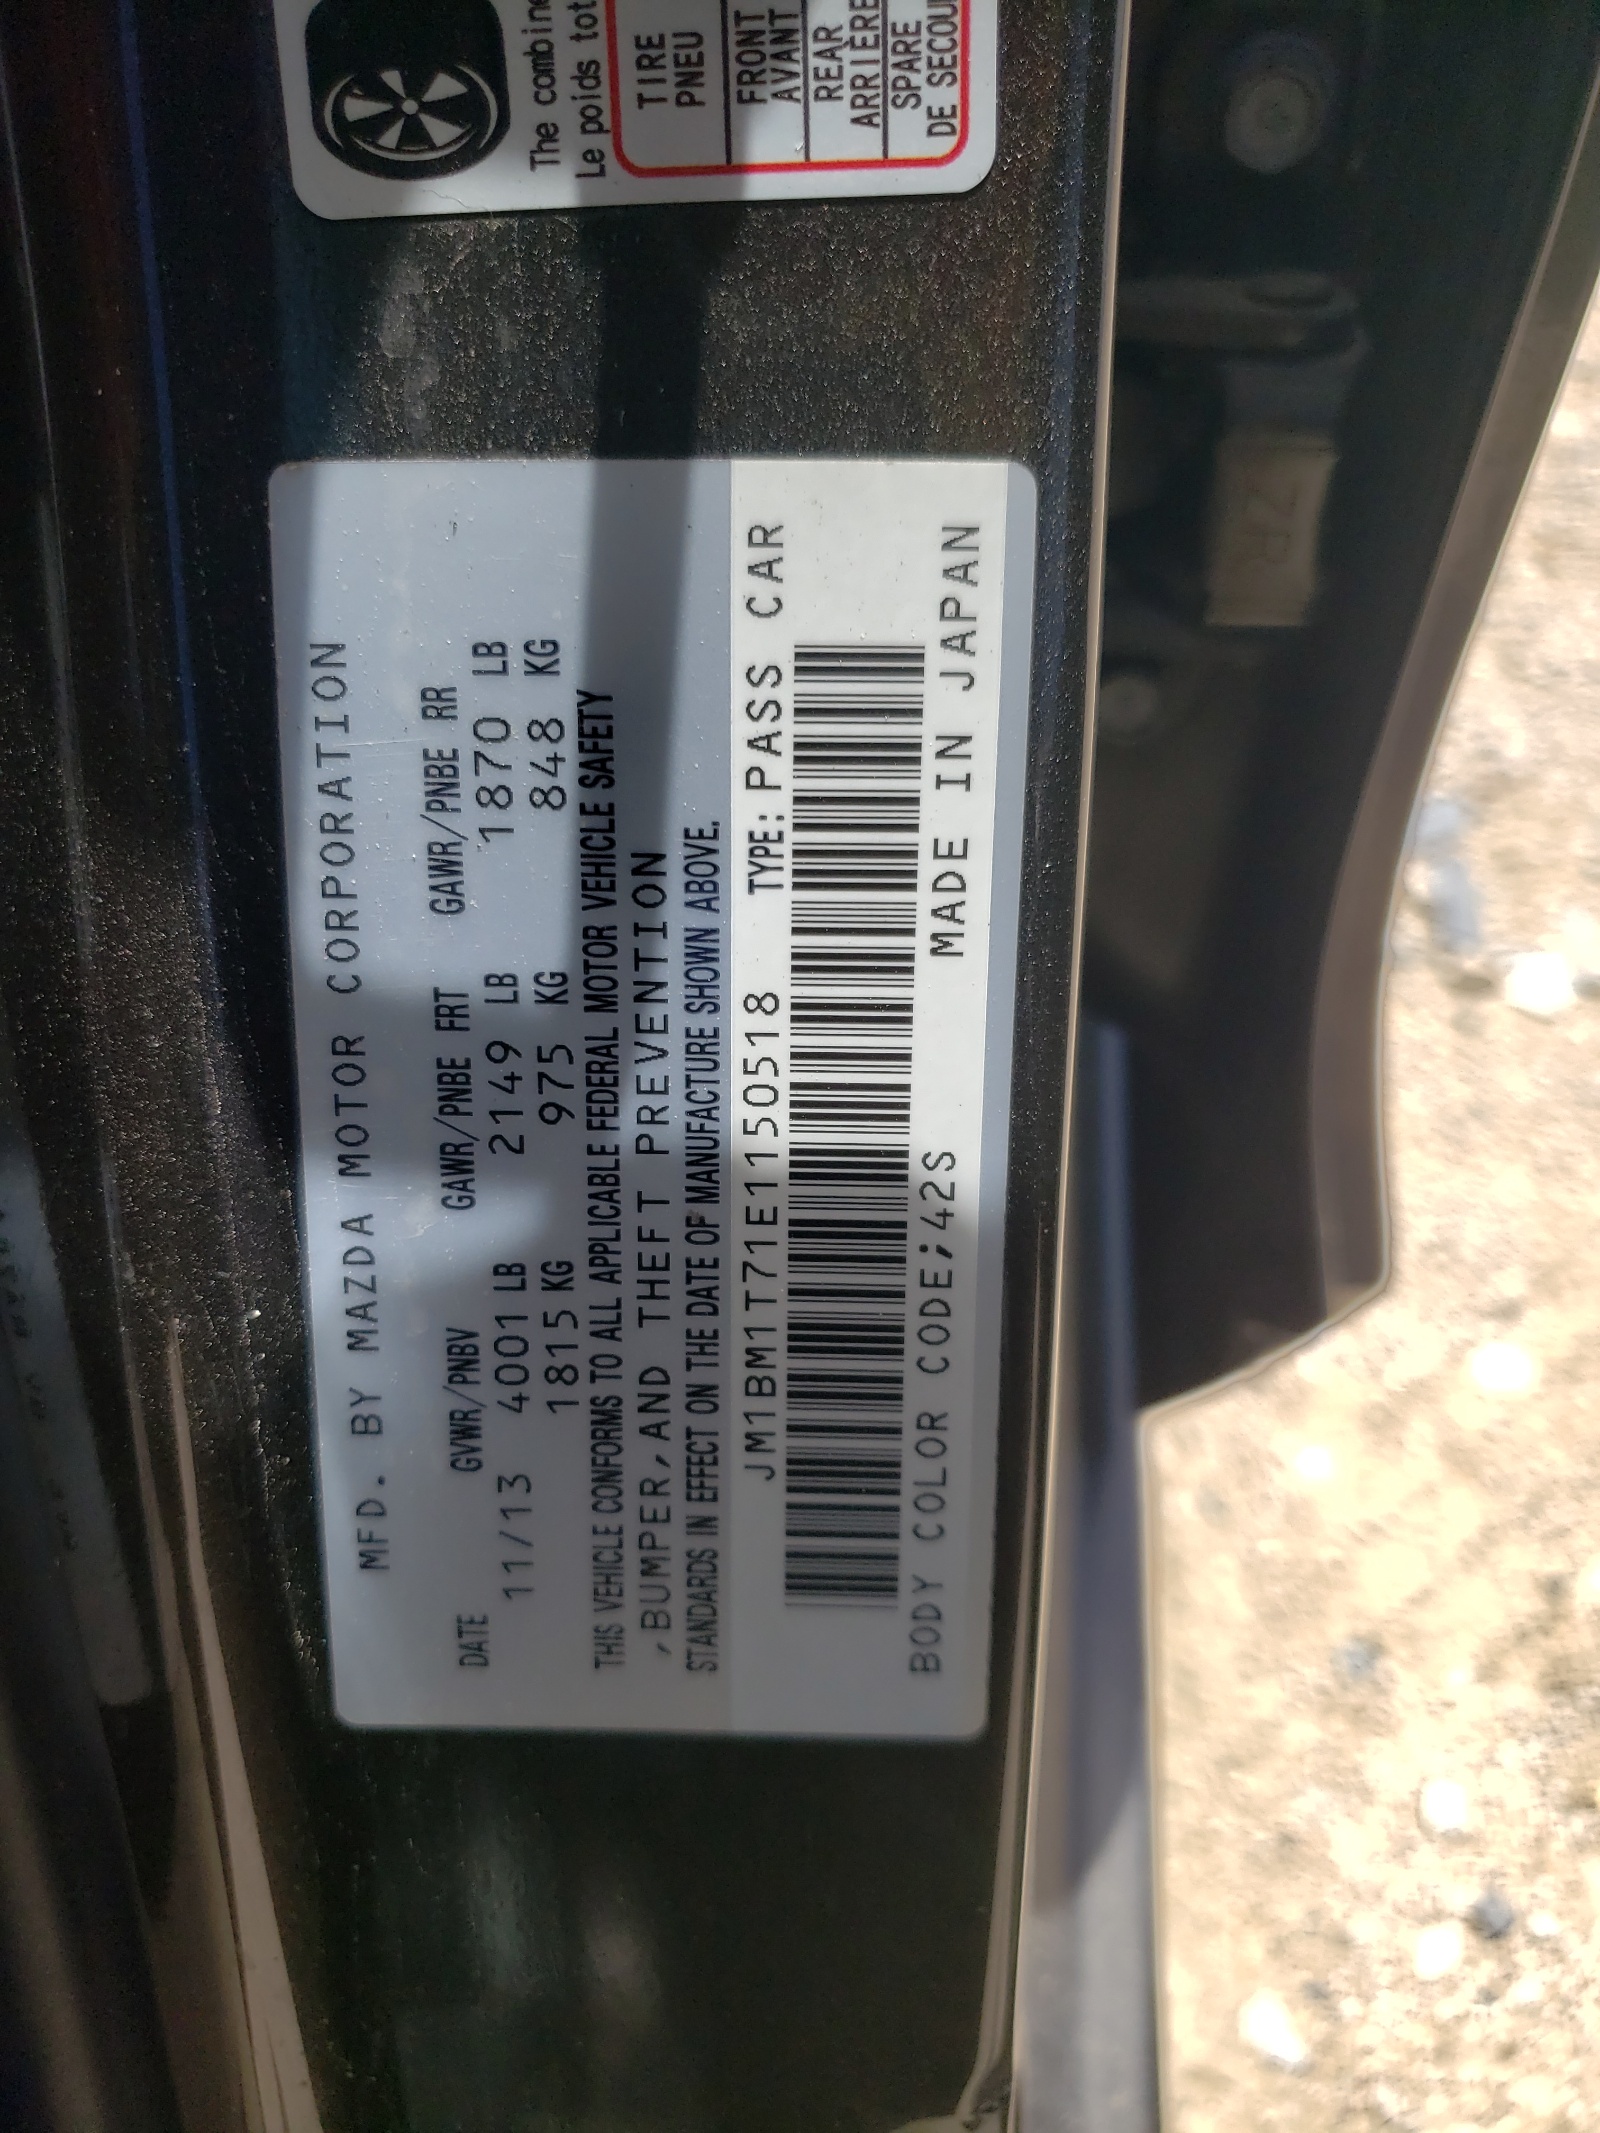 The combine
Le poids tot
TIRE
PNEU
FRONT
AVANT
REAR
ARRIÈRE
SPARE
DE SECOU
MFD. BY MAZDA MOTOR CORPORATION
DATE GVWR/PNBV GAWR/PNBE FRT GAWR/PNBE RR
11/13 4001 LB 2149 LB 1870 LB
1815 KG 975 KG 848 KG
THIS VEHICLE CONFORMS TO ALL APPLICABLE FEDERAL MOTOR VEHICLE SAFETY
,BUMPER,AND THEFT PREVENTION
STANDARDS IN EFFECT ON THE DATE OF MANUFACTURE SHOWN ABOVE.
JM1BM1T71E1150518 TYPE: PASS CAR
BODY COLOR CODE;42S MADE IN JAPAN